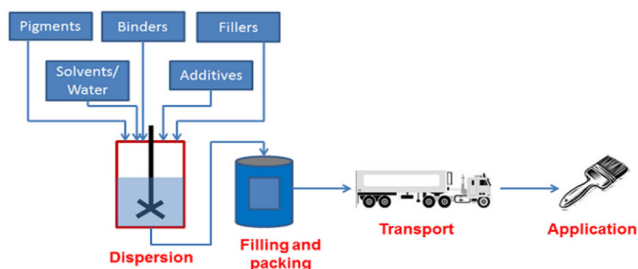 Pigments
Binders
Fillers
Solvents/
Water
Additives
Dispersion
Filling and
packing
Transport
Application